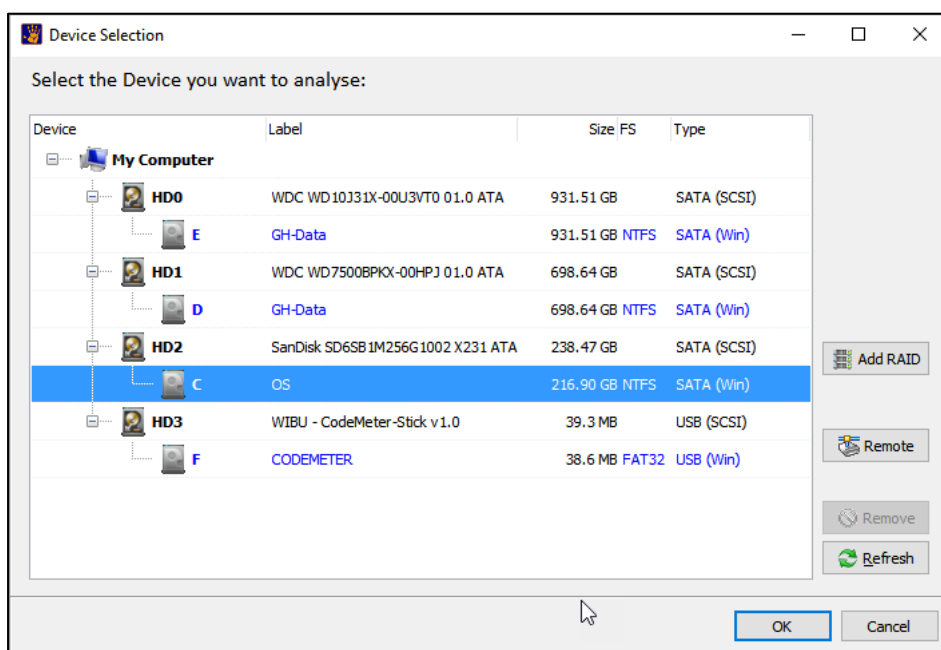 Device Selection
Select the Device you want to analyse:
Device Label Size FS Type
My Computer
HD0 WDC WD10J31X-00U3VT0 01.0 ATA 931.51 GB SATA (SCSI)
E GH-Data 931.51 GB NTFS SATA (Win)
HD1 WDC WD7500BPKX-00HPJ 01.0 ATA 698.64 GB SATA (SCSI)
D GH-Data 698.64 GB NTFS SATA (Win)
HD2 SanDisk SD6SB1M256G1002 X231 ATA 238.47 GB SATA (SCSI)
Add RAID
C OS 216.90 GB NTFS SATA (Win)
HD3 WIBU - CodeMeter-Stick v1.0 39.3 MB USB (SCSI)
Remote
F CODEMETER 38.6 MB FAT32 USB (Win)
Remove
Refresh
OK Cancel